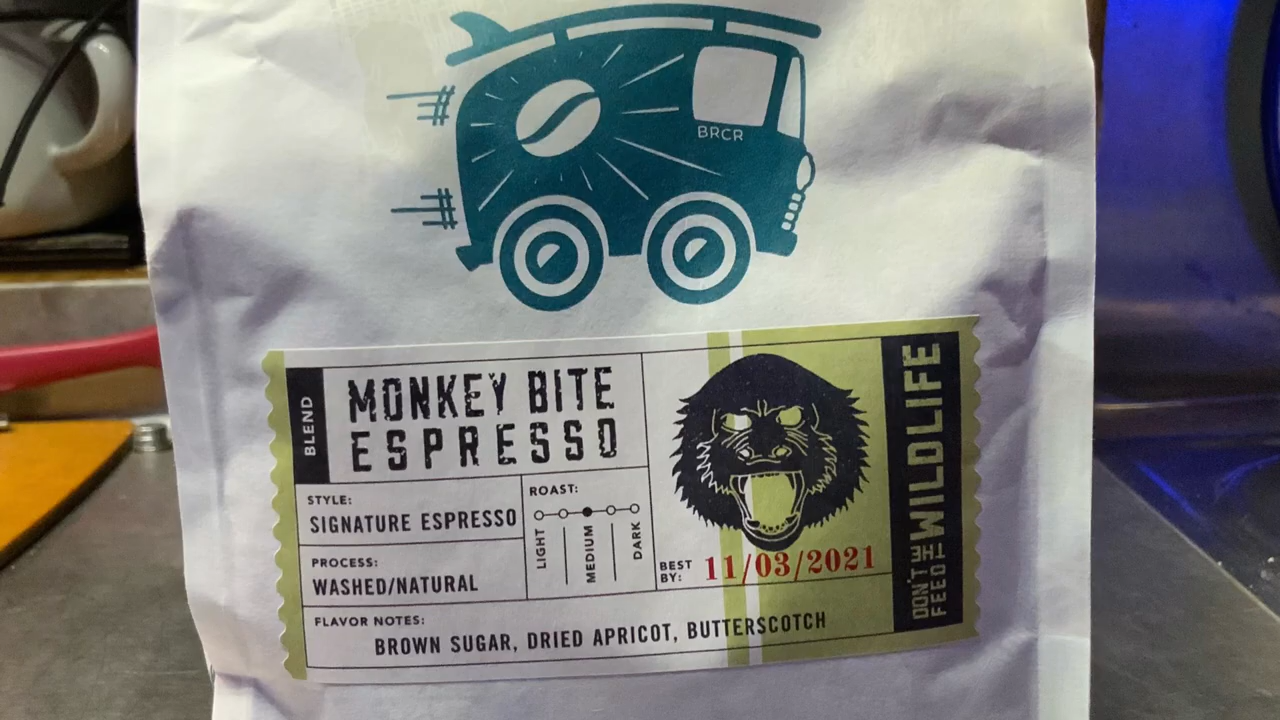 BRCR
BLEND
MONKEY BITE
ESPRESSO
STYLE:
SIGNATURE ESPRESSO
PROCESS:
WASHED/NATURAL
ROAST:
LIGHT
MEDIUM
DARK
BEST
BY:
11/03/2021
FLAVOR NOTES:
BROWN SUGAR, DRIED APRICOT, BUTTERSCOTCH
DON'T
FEED THE
WILDLIFE